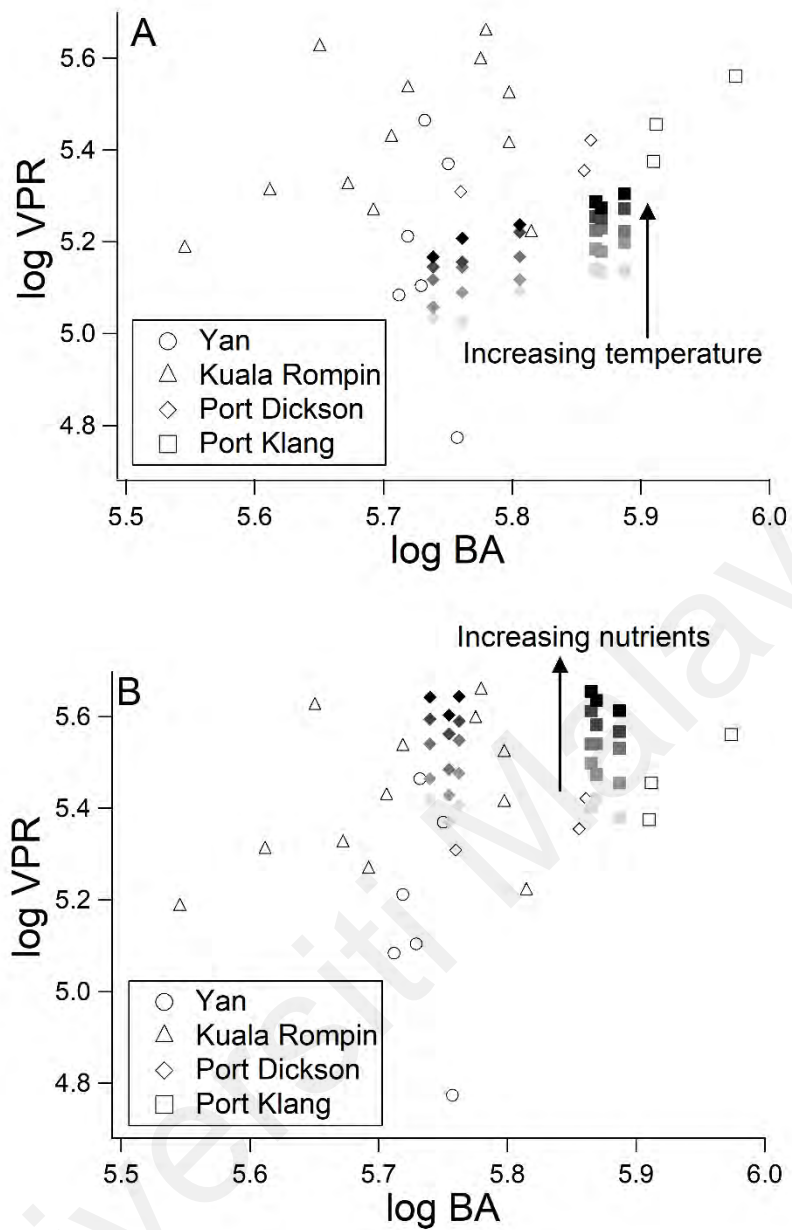 A
log VPR
5.6
5.4
5.2
5.0
4.8
Yan
Kuala Rompin
Port Dickson
Port Klang
Increasing temperature
5.5
5.6
5.7
5.8
5.9
6.0
log BA
Increasing nutrients
B
log VPR
5.6
5.4
5.2
5.0
4.8
Yan
Kuala Rompin
Port Dickson
Port Klang
5.5
5.6
5.7
5.8
5.9
6.0
log BA
versiti Malay